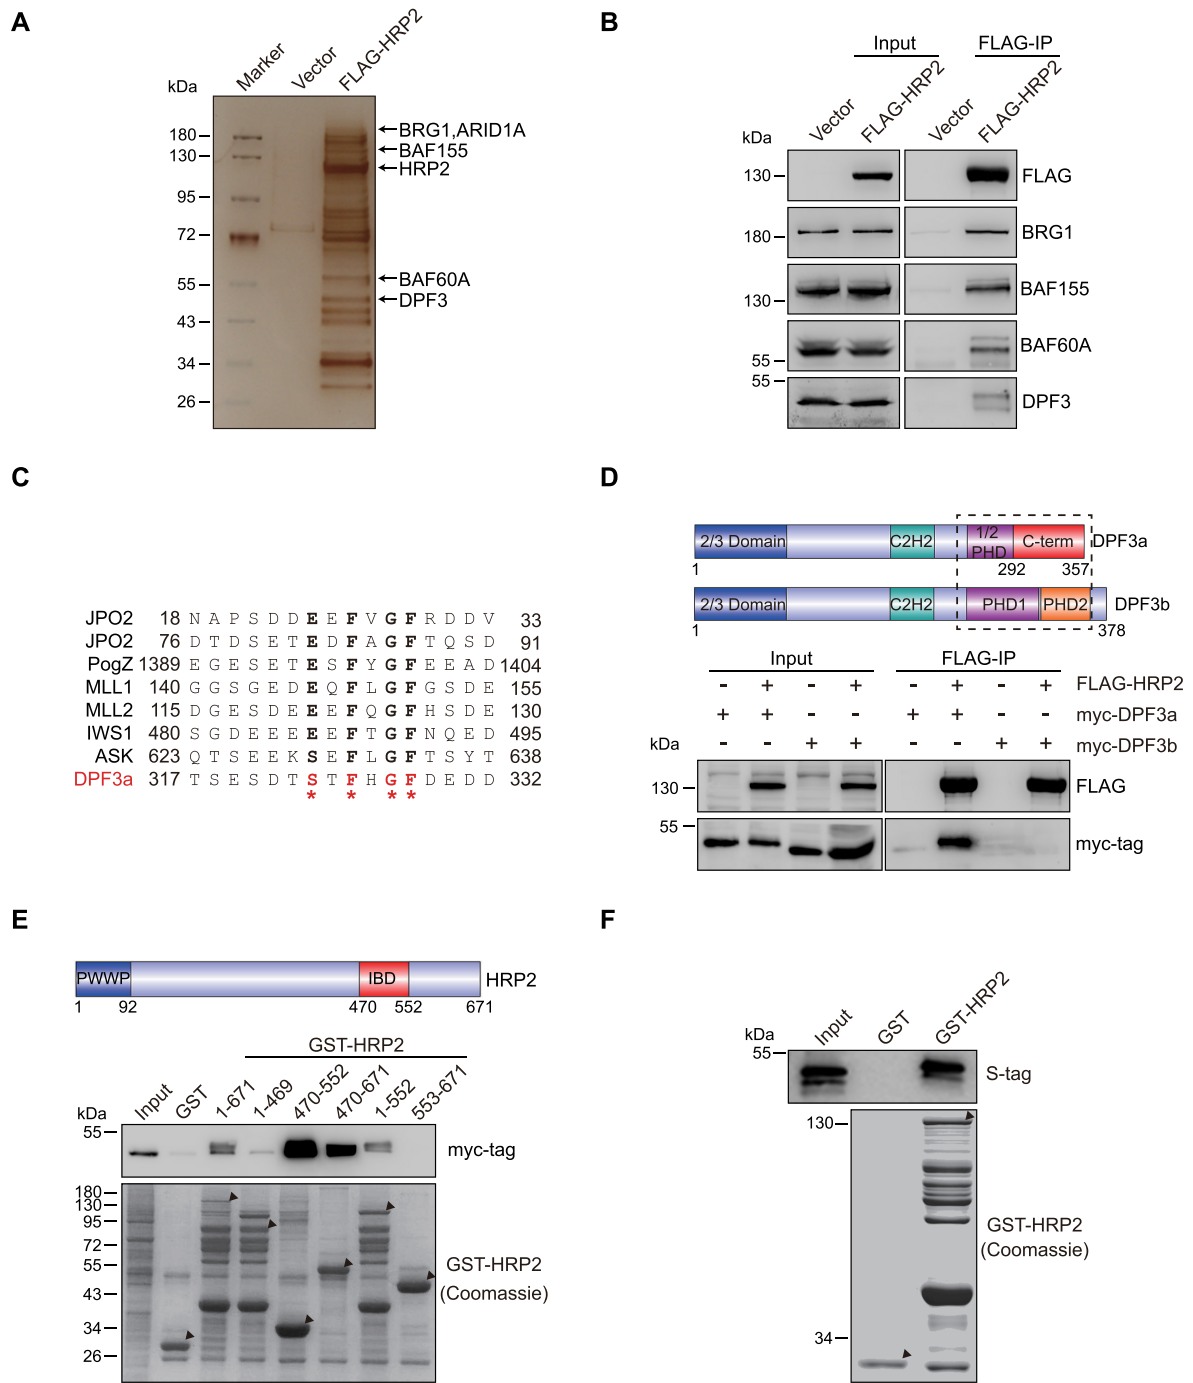 A
Marker
Vector
FLAG-HRP2
kDa
180
130
95
72
55
43
34
26
BRG1,ARID1A
BAF155
HRP2
BAF60A
DPF3
B
Input
FLAG-IP
Vector
FLAG-HRP2
Vector
FLAG-HRP2
kDa
130
FLAG
180
BRG1
130
BAF155
55
BAF60A
55
DPF3
C
JPO2 18 N A P S D D E E F V G F R D D V 33
JPO2 76 D T D S E T E D F A G F T Q S D 91
PogZ 1389 E G E S E T E S F Y G F E E A D 1404
MLL1 140 G G S G E D E Q F L G F G S D E 155
MLL2 115 D G E S D E E E F Q G F H S D E 130
IWS1 480 S G D E E E E E F T G F N Q E D 495
ASK 623 Q T S E E K S E F L G F T S Y T 638
DPF3a 317 T S E S D T S T F H G F D E D D 332
* * * *
D
2/3 Domain C2H2 1/2 PHD C-term DPF3a
1 292 357
2/3 Domain C2H2 PHD1 PHD2 DPF3b
1 378
Input FLAG-IP
- + - + - + - + FLAG-HRP2
+ + - - + + - - myc-DPF3a
- - + + - - + + myc-DPF3b
kDa
130
FLAG
55
myc-tag
E
PWWP IBD HRP2
1 92 470 552 671
GST-HRP2
Input
GST
1-671
1-469
470-552
470-671
1-552
553-671
kDa
55
myc-tag
180
130
95
72
55
43
34
26
GST-HRP2
(Coomassie)
F
Input
GST
GST-HRP2
kDa
55
S-tag
130
34
GST-HRP2
(Coomassie)